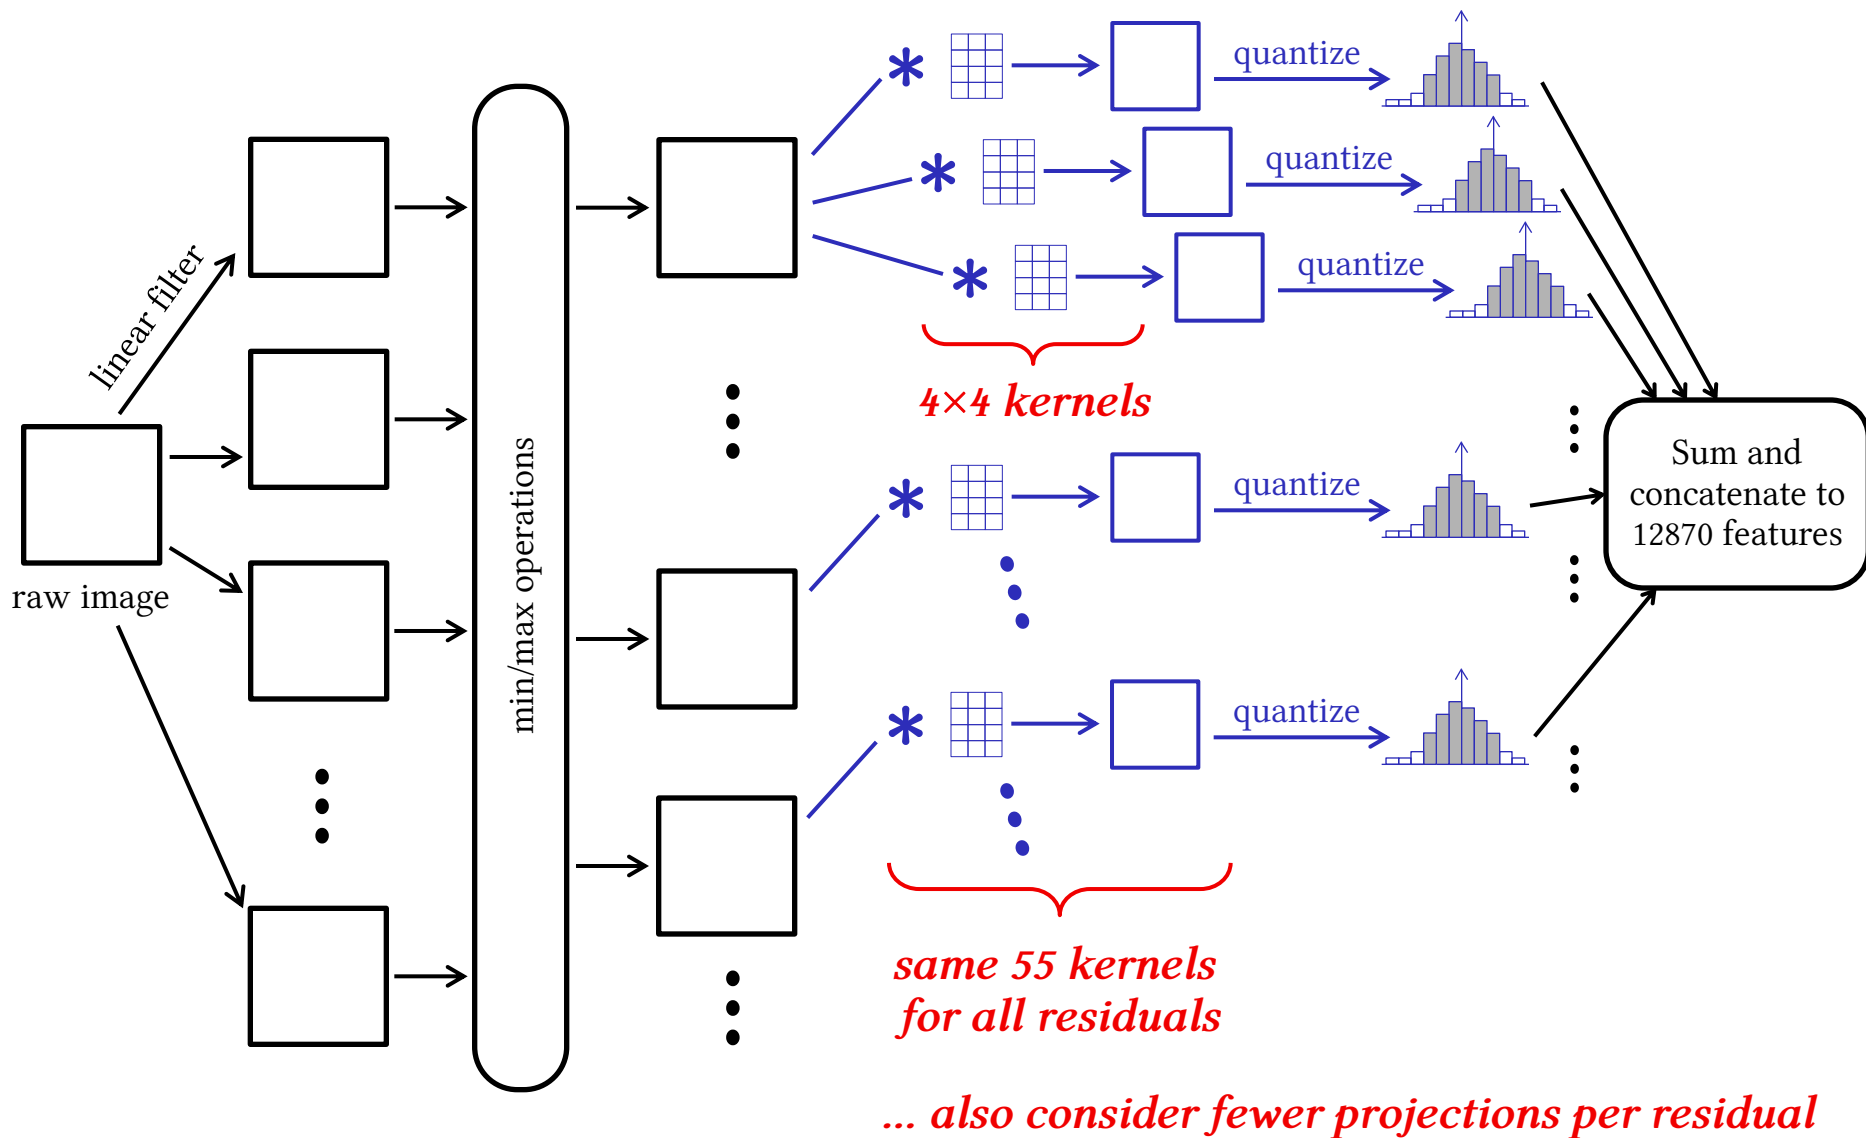 quantize
quantize
quantize
linear filter
4×4 kernels
min/max operations
quantize
Sum and
concatenate to
12870 features
raw image
quantize
same 55 kernels
for all residuals
... also consider fewer projections per residual